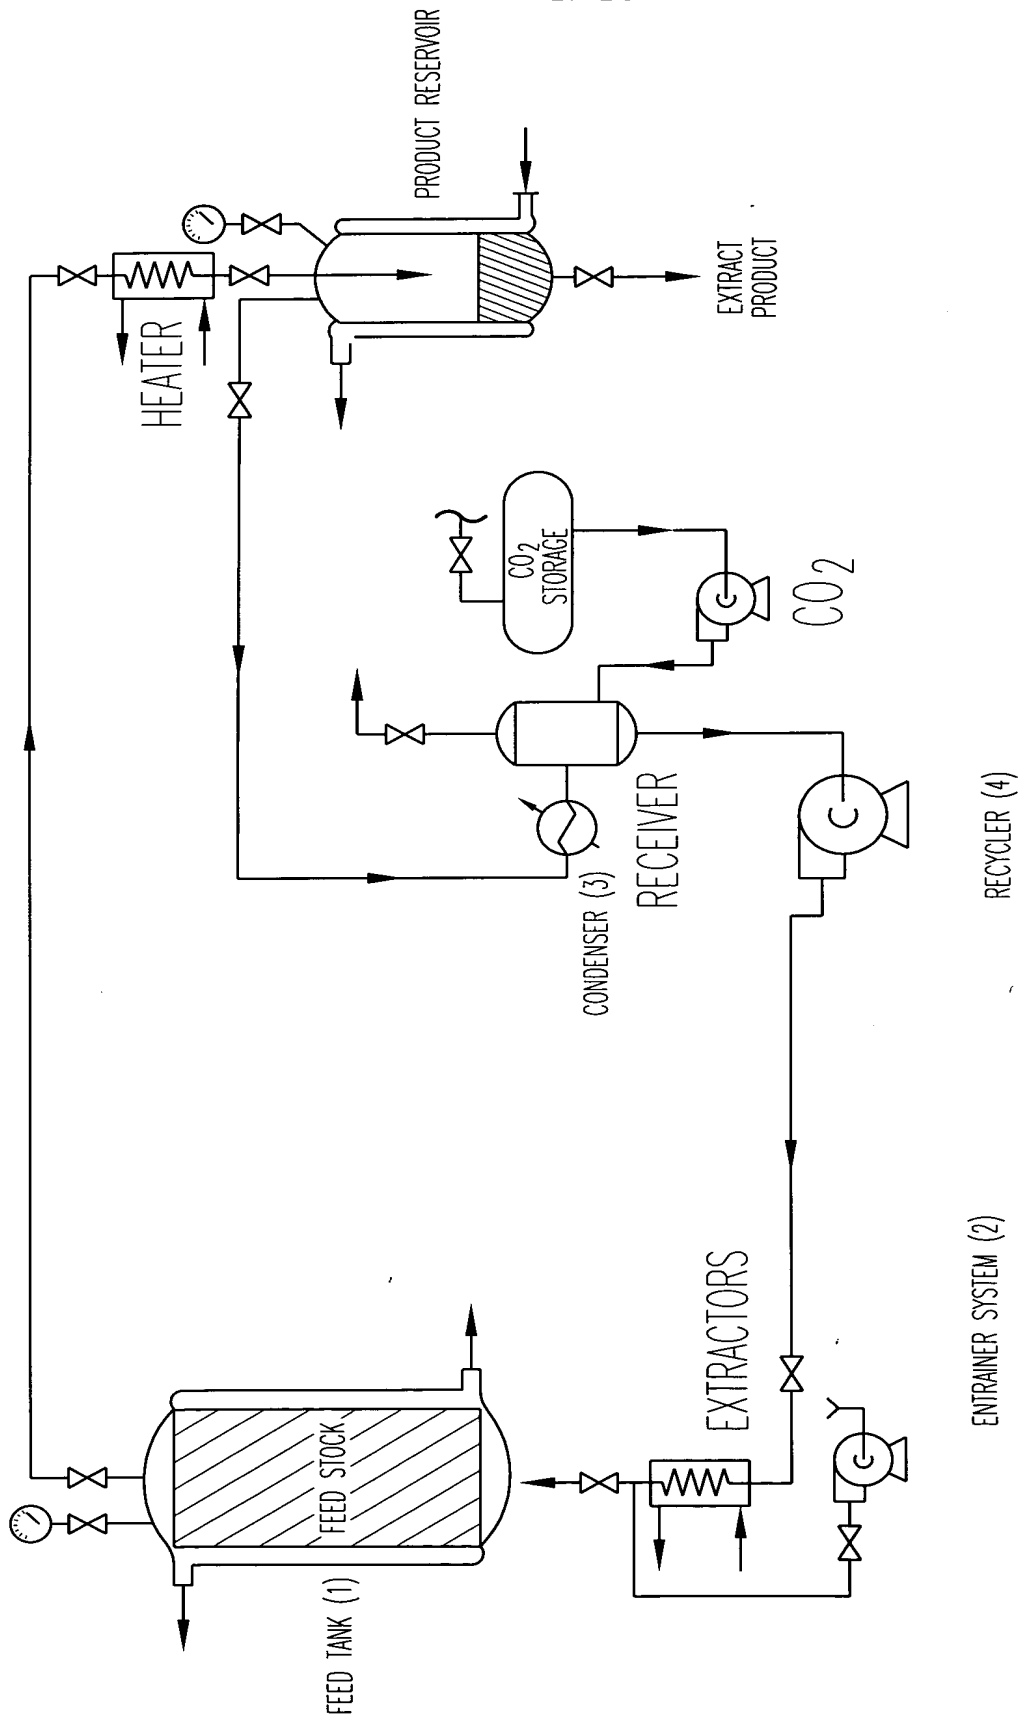 FEED TANK (1)
FEED STOCK
EXTRACTORS
ENTRAINER SYSTEM (2)
CONDENSER (3)
RECEIVER
RECYCLER (4)
CO2
STORAGE
CO2
HEATER
PRODUCT RESERVOIR
EXTRACT
PRODUCT